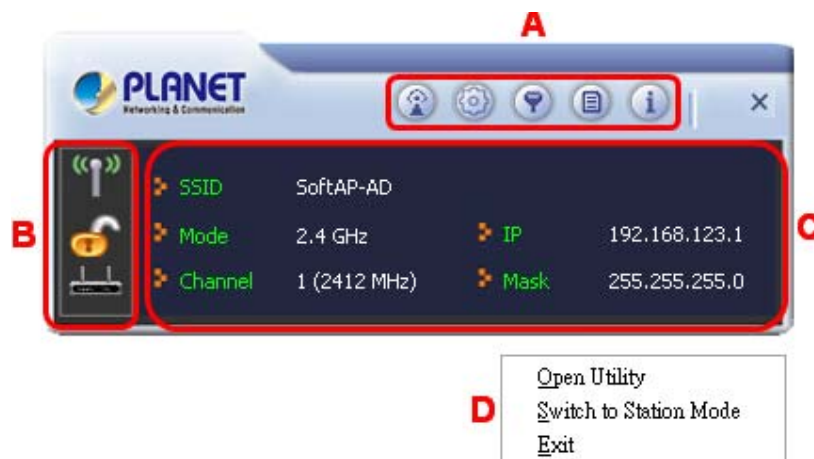 A
PLANET
Networking & Communication
B
SSID SoftAP-AD
Mode 2.4 GHz IP 192.168.123.1
Channel 1 (2412 MHz) Mask 255.255.255.0
C
D
Open Utility
Switch to Station Mode
Exit